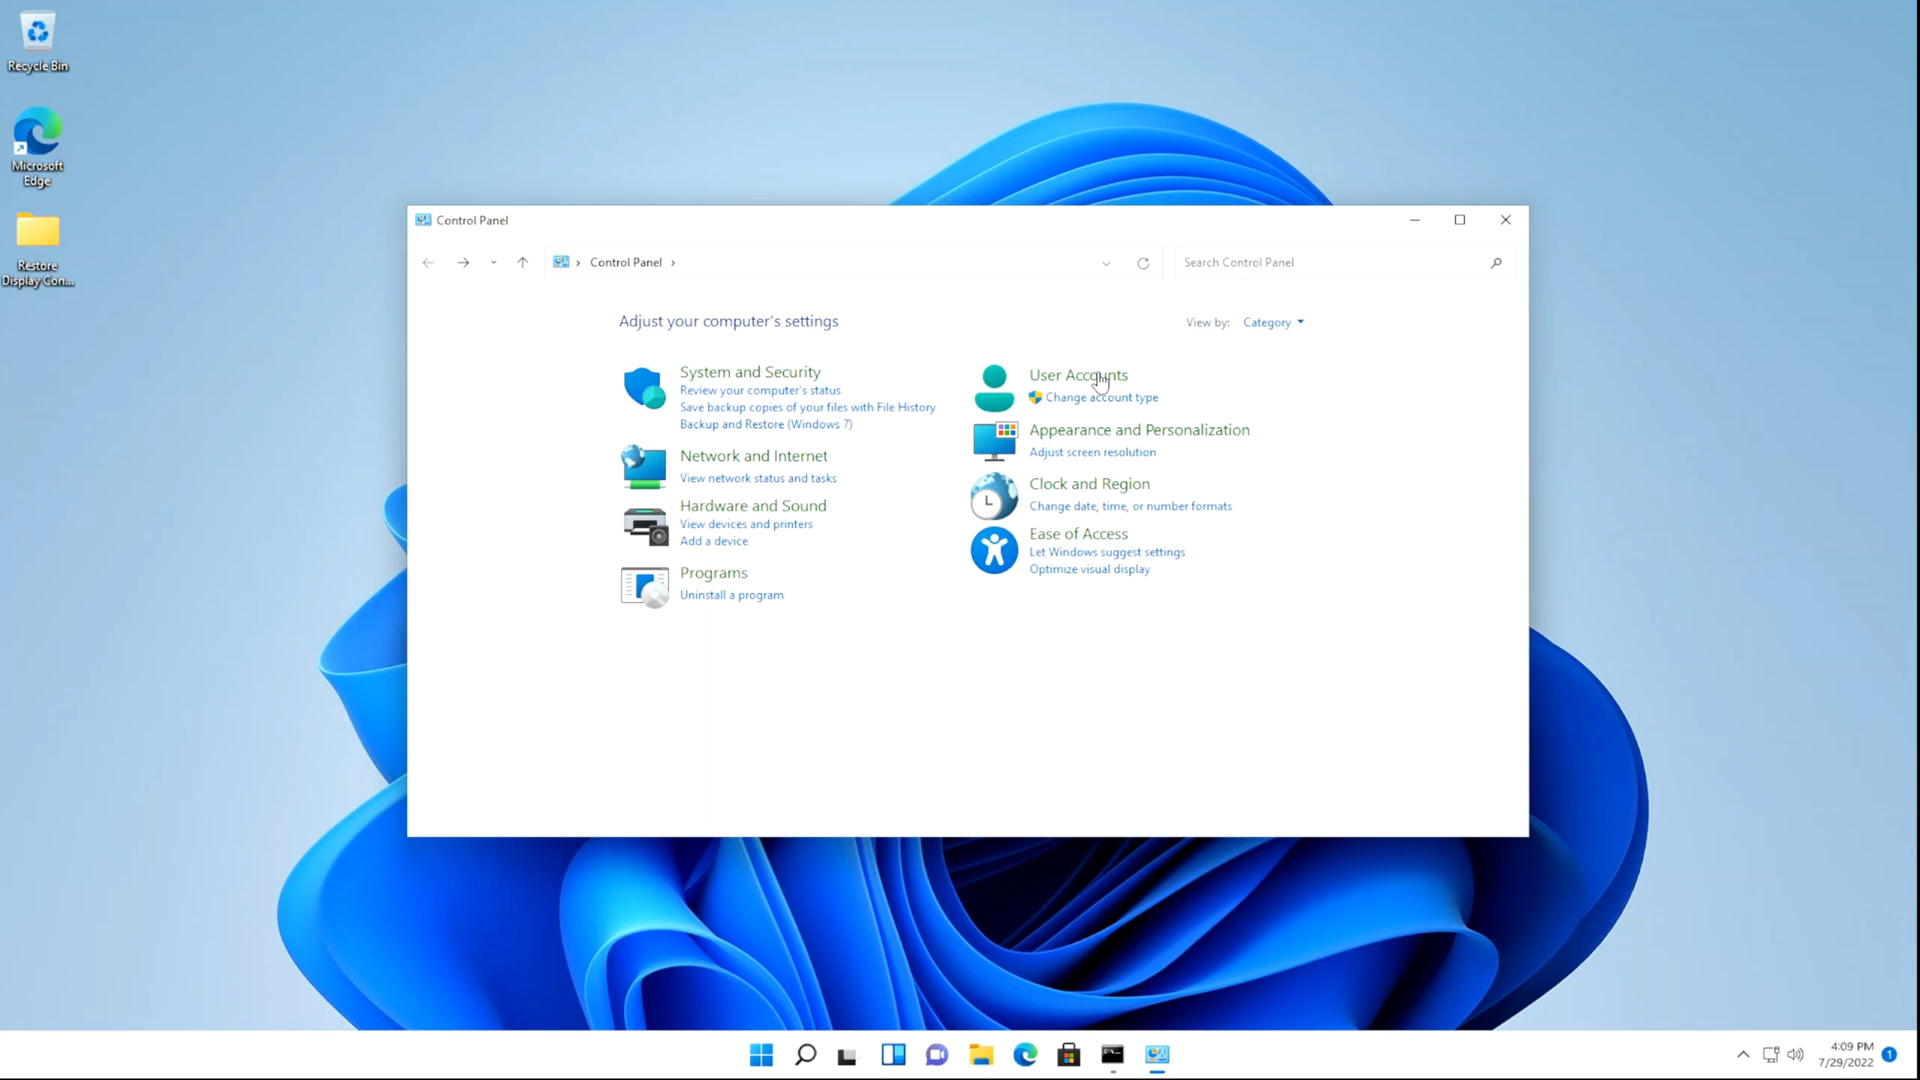 Recycle Bin
Microsoft
Edge
Restore
Display Con...
Control Panel
Control Panel
Search Control Panel
Adjust your computer's settings
View by: Category
System and Security
Review your computer's status
Save backup copies of your files with File History
Backup and Restore (Windows 7)
Network and Internet
View network status and tasks
Hardware and Sound
View devices and printers
Add a device
Programs
Uninstall a program
User Accounts
Change account type
Appearance and Personalization
Adjust screen resolution
Clock and Region
Change date, time, or number formats
Ease of Access
Let Windows suggest settings
Optimize visual display
4:09 PM
7/29/2022
1